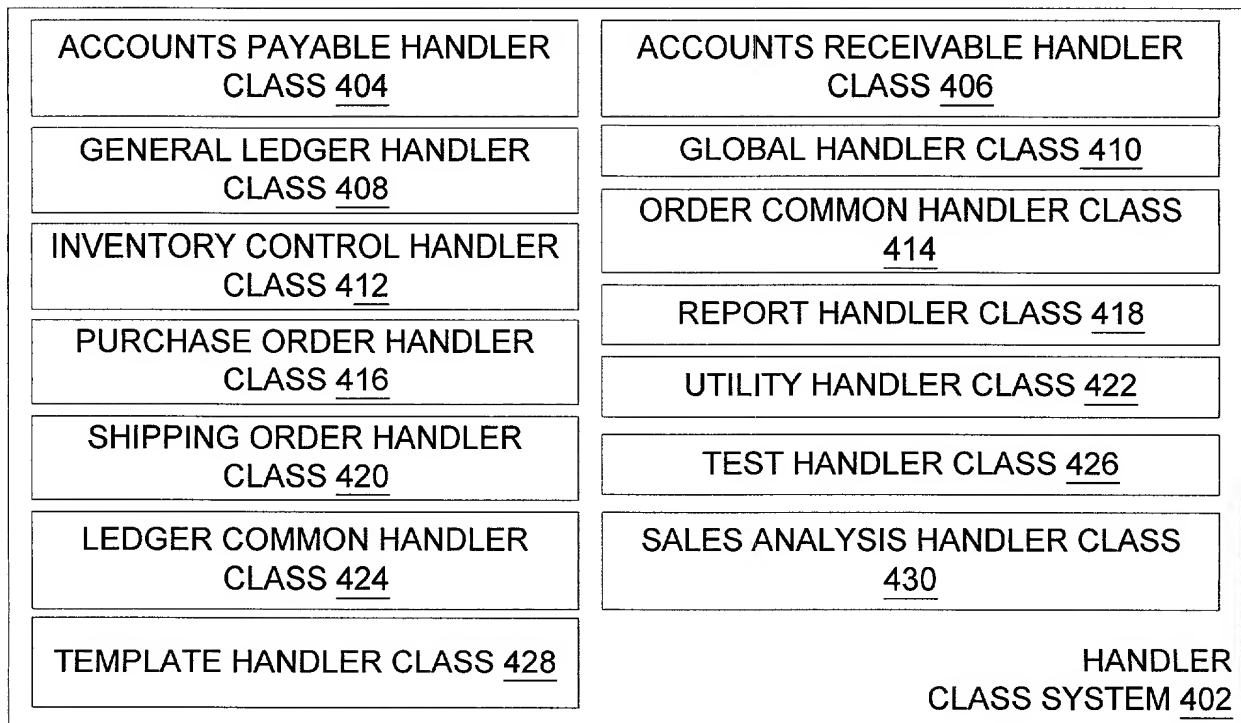 ACCOUNTS PAYABLE HANDLER
CLASS 404
ACCOUNTS RECEIVABLE HANDLER
CLASS 406
GENERAL LEDGER HANDLER
CLASS 408
GLOBAL HANDLER CLASS 410
INVENTORY CONTROL HANDLER
CLASS 412
ORDER COMMON HANDLER CLASS
414
PURCHASE ORDER HANDLER
CLASS 416
REPORT HANDLER CLASS 418
SHIPPING ORDER HANDLER
CLASS 420
UTILITY HANDLER CLASS 422
LEDGER COMMON HANDLER
CLASS 424
TEST HANDLER CLASS 426
TEMPLATE HANDLER CLASS 428
SALES ANALYSIS HANDLER CLASS
430
HANDLER
CLASS SYSTEM 402